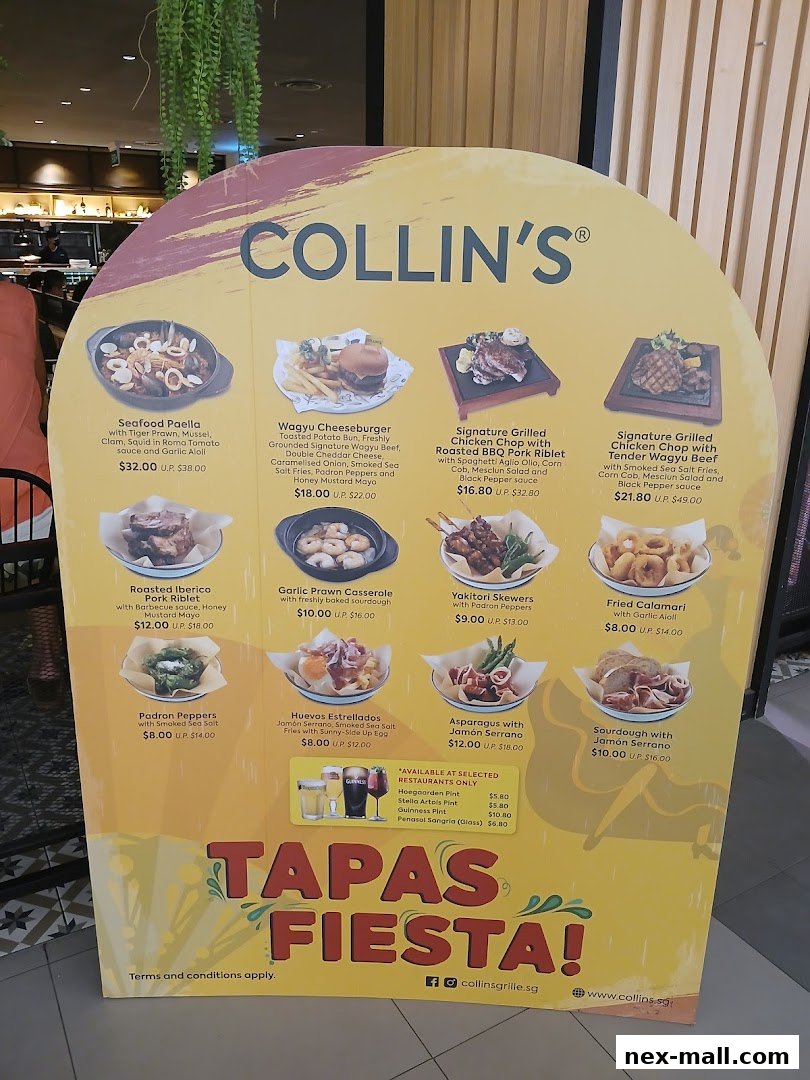 COLLIN'S®
Seafood Paella
with Tiger Prawn, Mussel,
Clam, Squid in Roma Tomato
sauce and Garlic Aioli
$32.00 U.P. $38.00
Wagyu Cheeseburger
Toasted Potato Bun, Freshly
Grounded Signature Wagyu Beef,
Double Cheddar Cheese,
Caramelised Onion, Smoked Sea
Salt Fries, Padron Peppers and
Honey Mustard Mayo
$18.00 U.P. $22.00
Signature Grilled
Chicken Chop with
Roasted BBQ Pork Riblet
with Spaghetti Aglio Olio, Corn
Cob, Mesclun Salad and
Black Pepper sauce
$16.80 U.P. $32.80
Signature Grilled
Chicken Chop with
Tender Wagyu Beef
with Smoked Sea Salt Fries,
Corn Cob, Mesclun Salad and
Black Pepper sauce
$21.80 U.P. $49.00
Roasted Iberico
Pork Riblet
with Barbecue sauce, Honey
Mustard Mayo
$12.00 U.P. $18.00
Garlic Prawn Casserole
with freshly baked sourdough
$10.00 U.P. $16.00
Yakitori Skewers
with Padron Peppers
$9.00 U.P. $13.00
Fried Calamari
with Garlic Aioli
$8.00 U.P. $14.00
Padron Peppers
with Smoked Sea Salt
$8.00 U.P. $14.00
Huevos Estrellados
Jamón Serrano, Smoked Sea Salt
Fries with Sunny-Side Up Egg
$8.00 U.P. $12.00
Asparagus with
Jamón Serrano
$12.00 U.P. $18.00
Sourdough with
Jamón Serrano
$10.00 U.P. $16.00
GUINNESS
*AVAILABLE AT SELECTED
RESTAURANTS ONLY
Hoegaarden Pint $5.80
Stella Artois Pint $5.80
Guinness Pint $10.80
Penasol Sangria (Glass) $6.80
TAPAS
FIESTA!
Terms and conditions apply.
collinsgrille.sg
www.collins.sg
nex-mall.com